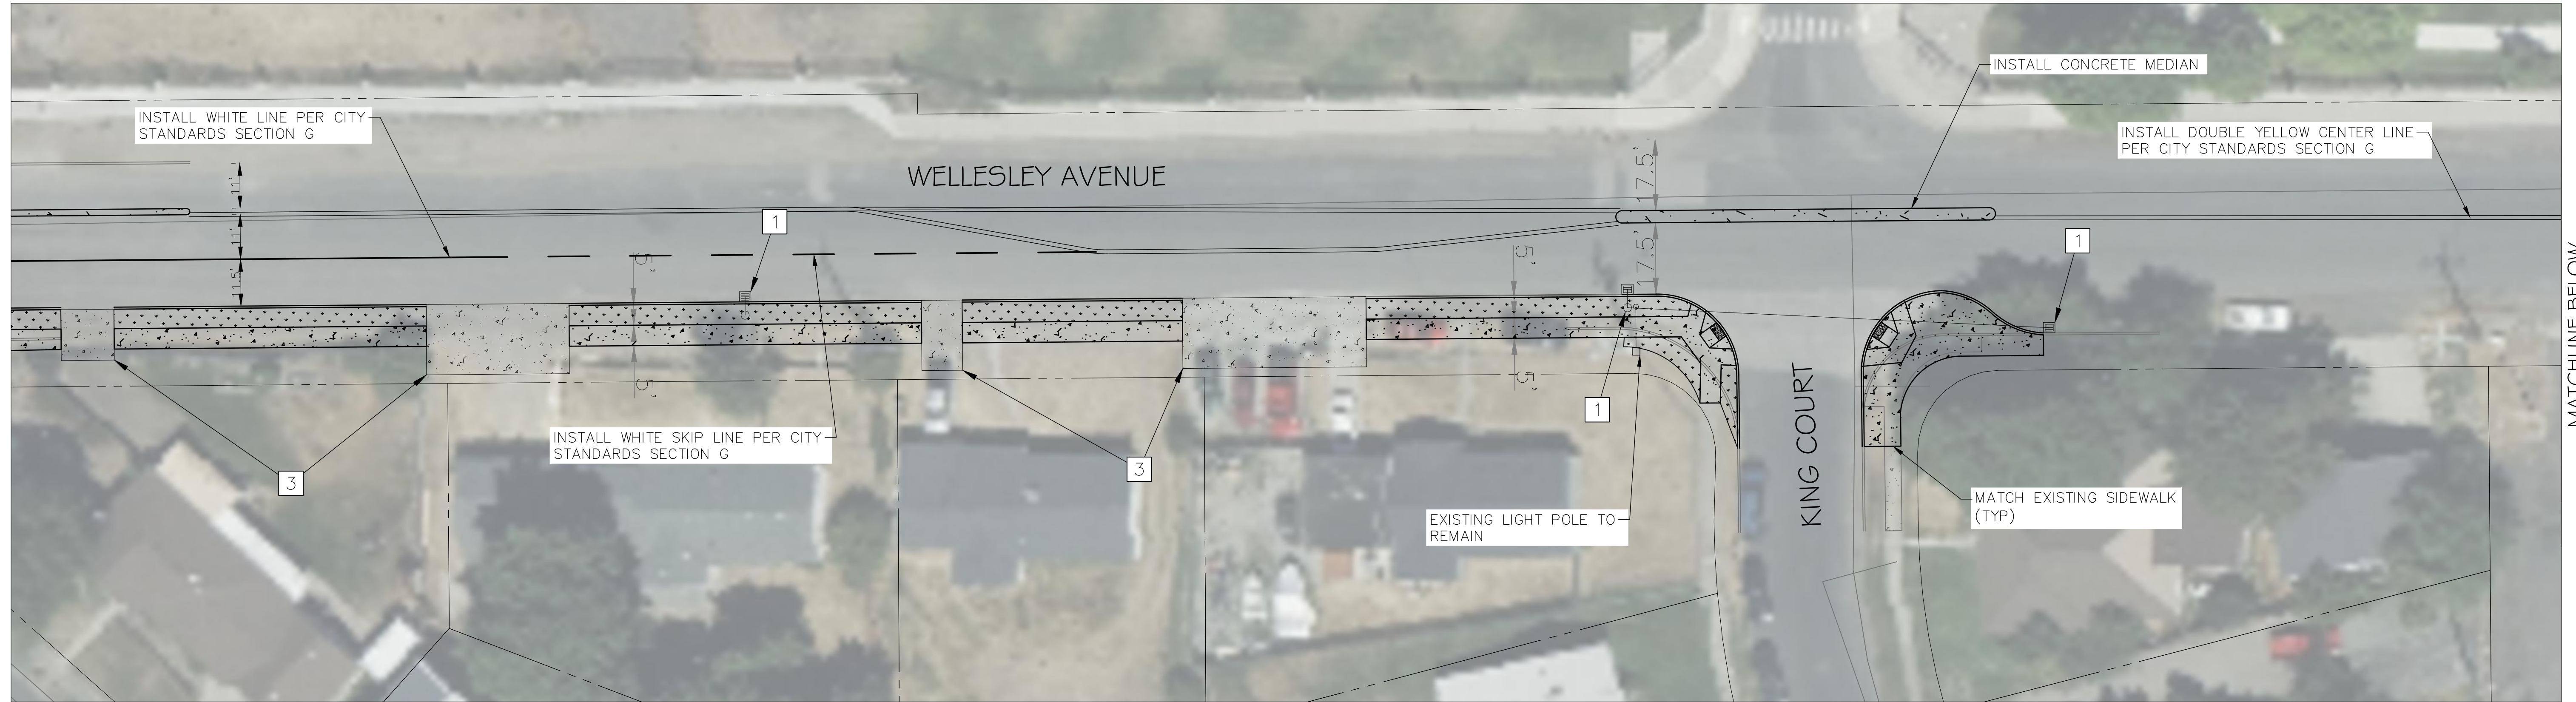 INSTALL CONCRETE MEDIAN
INSTALL WHITE LINE PER CITY
STANDARDS SECTION G
INSTALL DOUBLE YELLOW CENTER LINE
PER CITY STANDARDS SECTION G
WELLESLEY AVENUE
11'
11'
11.5'
17.5'
17.5'
1
1
5'
5'
5'
5'
1
3
3
INSTALL WHITE SKIP LINE PER CITY
STANDARDS SECTION G
EXISTING LIGHT POLE TO
REMAIN
KING COURT
MATCH EXISTING SIDEWALK
(TYP)
MATCHLINE BELOW